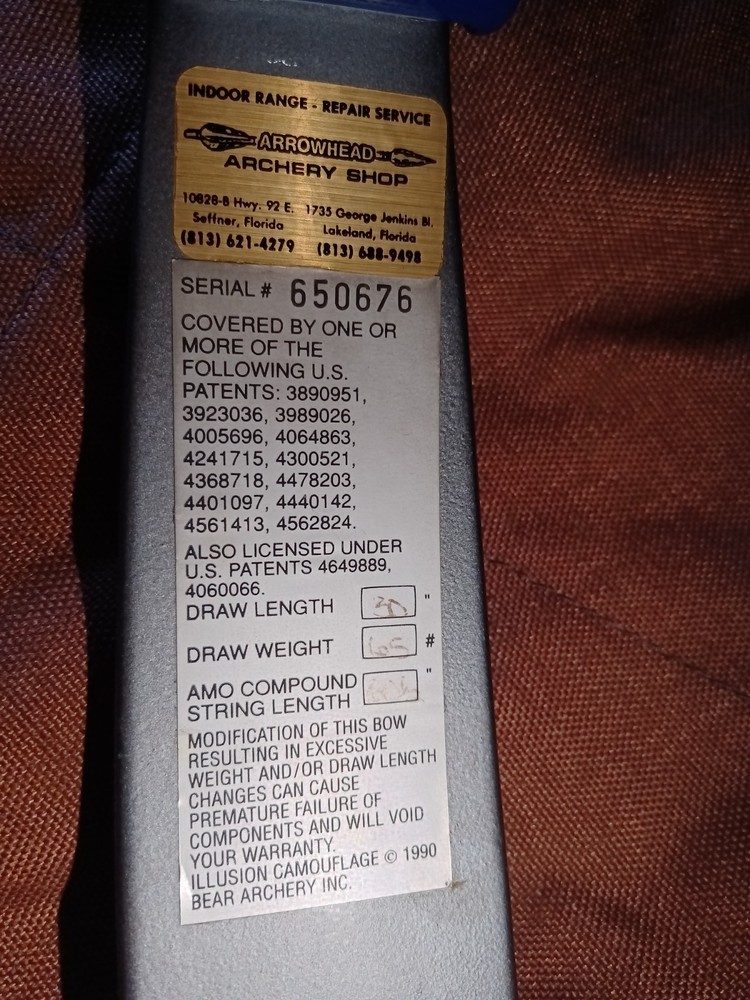 INDOOR RANGE - REPAIR SERVICE
ARROWHEAD
ARCHERY SHOP
10828-B Hwy. 92 E. 1735 George Jenkins Bl.
Seffner, Florida Lakeland, Florida
(813) 621-4279 (813) 688-9498
SERIAL # 650676
COVERED BY ONE OR
MORE OF THE
FOLLOWING U.S.
PATENTS: 3890951,
3923036, 3989026,
4005696, 4064863,
4241715, 4300521,
4368718, 4478203,
4401097, 4440142,
4561413, 4562824.
ALSO LICENSED UNDER
U.S. PATENTS 4649889,
4060066.
DRAW LENGTH 30 "
DRAW WEIGHT 65 #
AMO COMPOUND "
STRING LENGTH
MODIFICATION OF THIS BOW
RESULTING IN EXCESSIVE
WEIGHT AND/OR DRAW LENGTH
CHANGES CAN CAUSE
PREMATURE FAILURE OF
COMPONENTS AND WILL VOID
YOUR WARRANTY.
ILLUSION CAMOUFLAGE © 1990
BEAR ARCHERY INC.